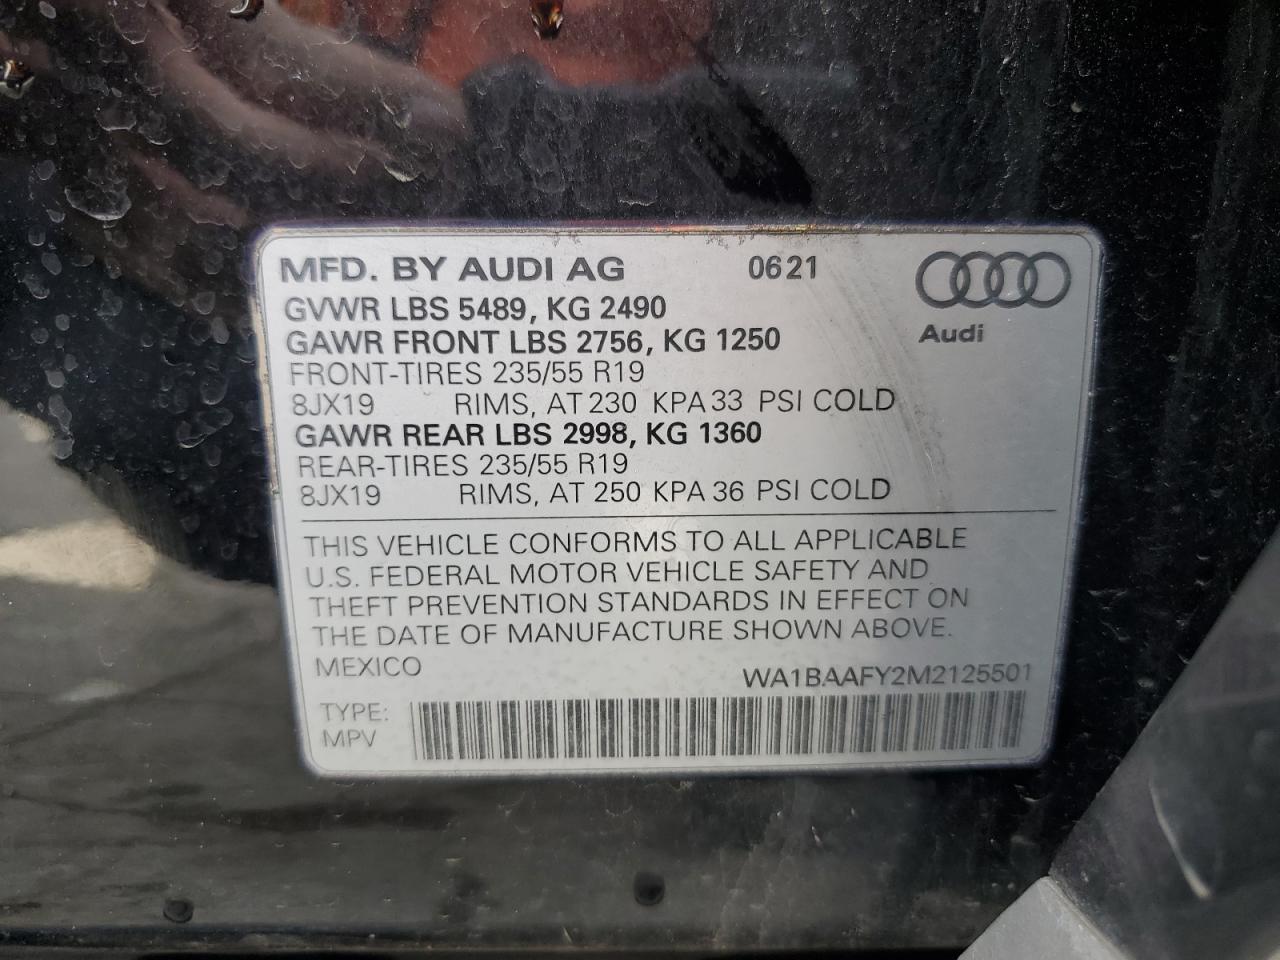 MFD. BY AUDI AG 0621
GVWR LBS 5489, KG 2490
GAWR FRONT LBS 2756, KG 1250
Audi
FRONT-TIRES 235/55 R19
8JX19 RIMS, AT 230 KPA 33 PSI COLD
GAWR REAR LBS 2998, KG 1360
REAR-TIRES 235/55 R19
8JX19 RIMS, AT 250 KPA 36 PSI COLD
THIS VEHICLE CONFORMS TO ALL APPLICABLE
U.S. FEDERAL MOTOR VEHICLE SAFETY AND
THEFT PREVENTION STANDARDS IN EFFECT ON
THE DATE OF MANUFACTURE SHOWN ABOVE.
MEXICO WA1BAAFY2M2125501
TYPE:
MPV